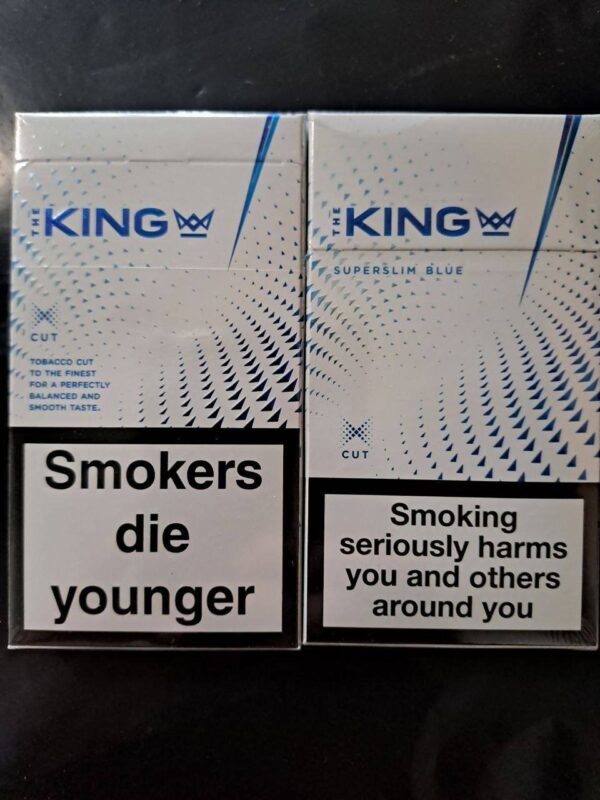 THE KING
CUT
TOBACCO CUT
TO THE FINEST
FOR A PERFECTLY
BALANCED AND
SMOOTH TASTE.
Smokers
die
younger
THE KING
SUPERSLIM BLUE
CUT
Smoking
seriously harms
you and others
around you